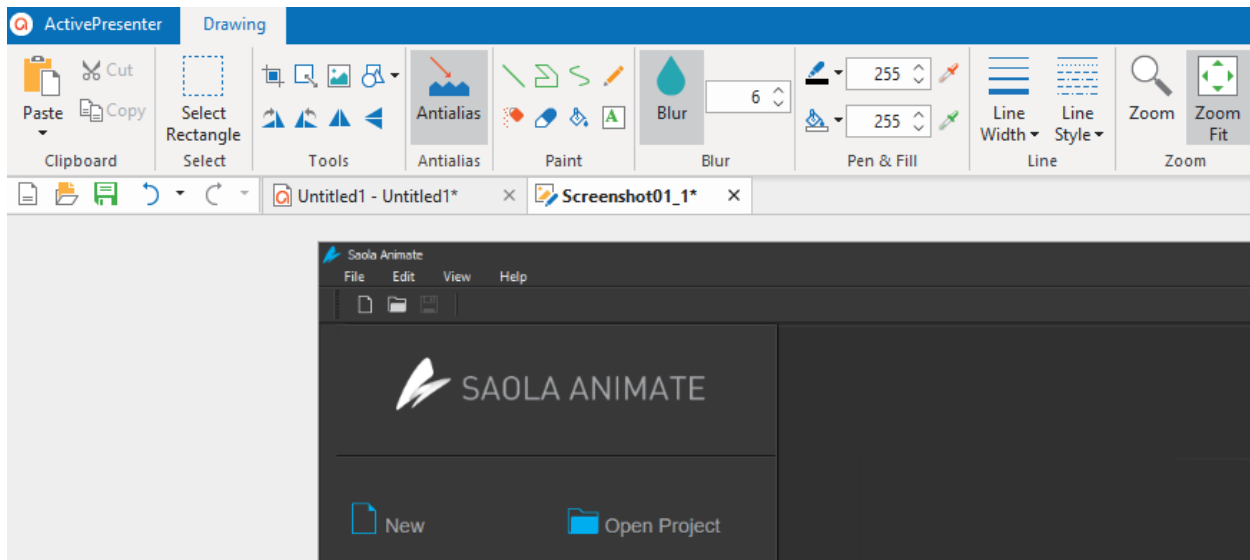 ActivePresenter Drawing
Cut
Copy
Paste
Select
Rectangle
Antialias
A
Blur
6
255
255
Line
Width
Line
Style
Zoom
Zoom
Fit
Clipboard Select Tools Antialias Paint Blur Pen & Fill Line Zoom
Untitled1 - Untitled1* Screenshot01_1*
Saola Animate
File Edit View Help
SAOLA ANIMATE
New Open Project